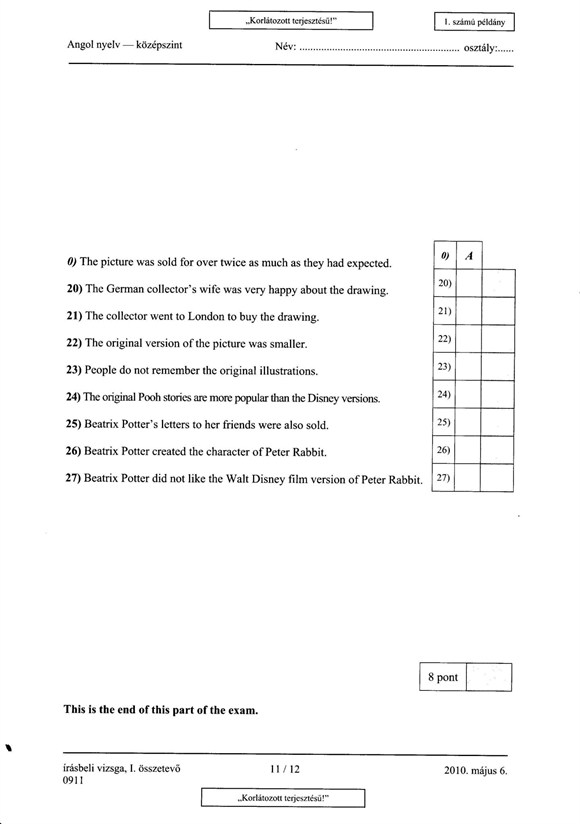 „Korlátozott terjesztésű!”
1. számú példány
Angol nyelv — középszint
Név: ........................................................... osztály:......
0) The picture was sold for over twice as much as they had expected.
0) A
20) The German collector's wife was very happy about the drawing.
20)
21) The collector went to London to buy the drawing.
21)
22) The original version of the picture was smaller.
22)
23) People do not remember the original illustrations.
23)
24) The original Pooh stories are more popular than the Disney versions.
24)
25) Beatrix Potter's letters to her friends were also sold.
25)
26) Beatrix Potter created the character of Peter Rabbit.
26)
27) Beatrix Potter did not like the Walt Disney film version of Peter Rabbit.
27)
8 pont
This is the end of this part of the exam.
írásbeli vizsga, I. összetevő
11 / 12
2010. május 6.
0911
„Korlátozott terjesztésű!”